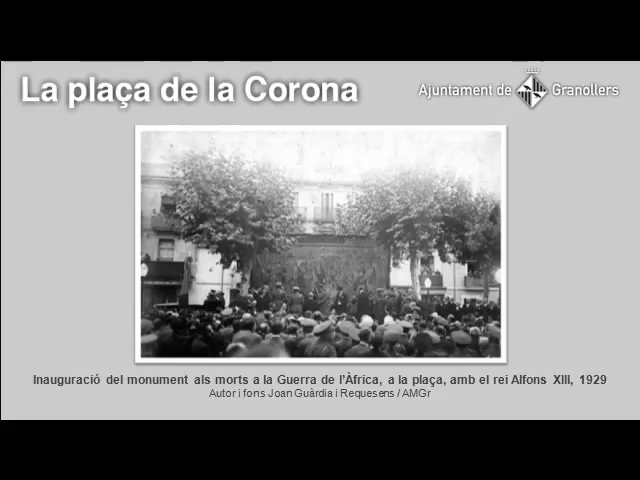 La plaça de la Corona
Ajuntament de Granollers
Inauguració del monument als morts a la Guerra de l'Àfrica, a la plaça, amb el rei Alfons XIII, 1929
Autor i fons Joan Guàrdia i Requesens / AMGr